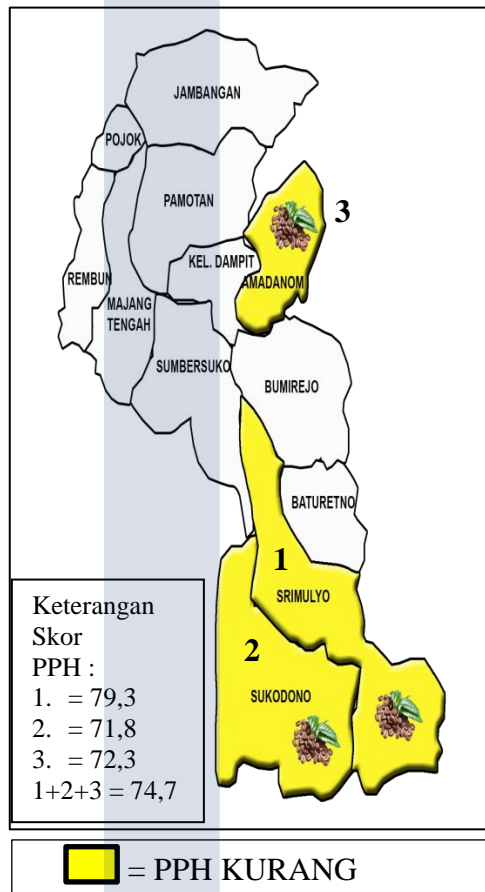 JAMBANGAN
POJOK
PAMOTAN
3
KEL. DAMPIT
REMBUN
AMADANOM
MAJANG
TENGAH
SUMBERSUKO
BUMIREJO
BATURETNO
1
SRIMULYO
2
SUKODONO
Keterangan
Skor
PPH :
1. = 79,3
2. = 71,8
3. = 72,3
1+2+3 = 74,7
= PPH KURANG